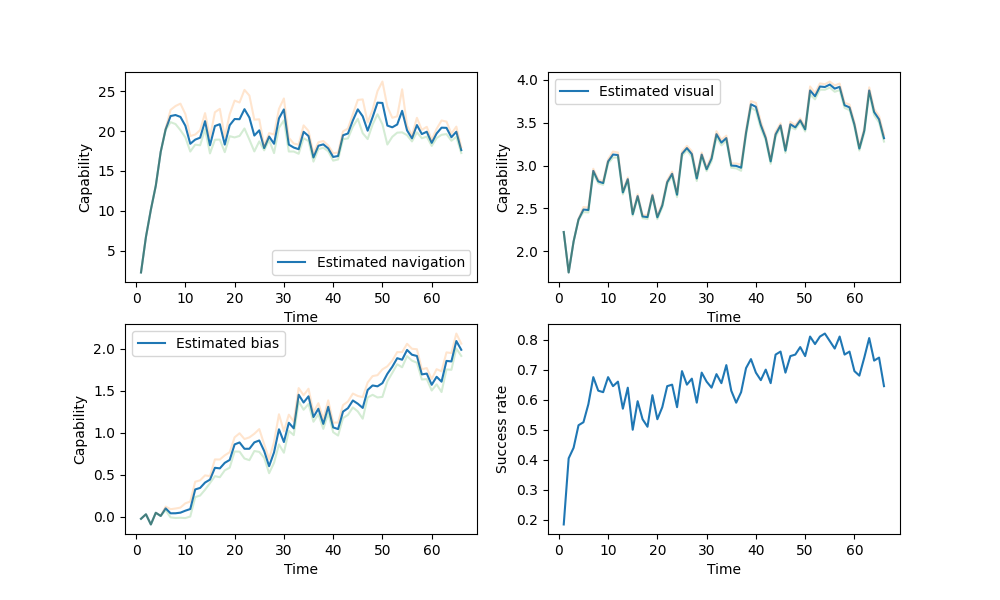 25
20
15
10
5
Capability
Estimated navigation
0 10 20 30 40 50 60
Time
4.0
3.5
3.0
2.5
2.0
Capability
Estimated visual
0 10 20 30 40 50 60
Time
2.0
1.5
1.0
0.5
0.0
Capability
Estimated bias
0 10 20 30 40 50 60
Time
0.8
0.7
0.6
0.5
0.4
0.3
0.2
Success rate
0 10 20 30 40 50 60
Time